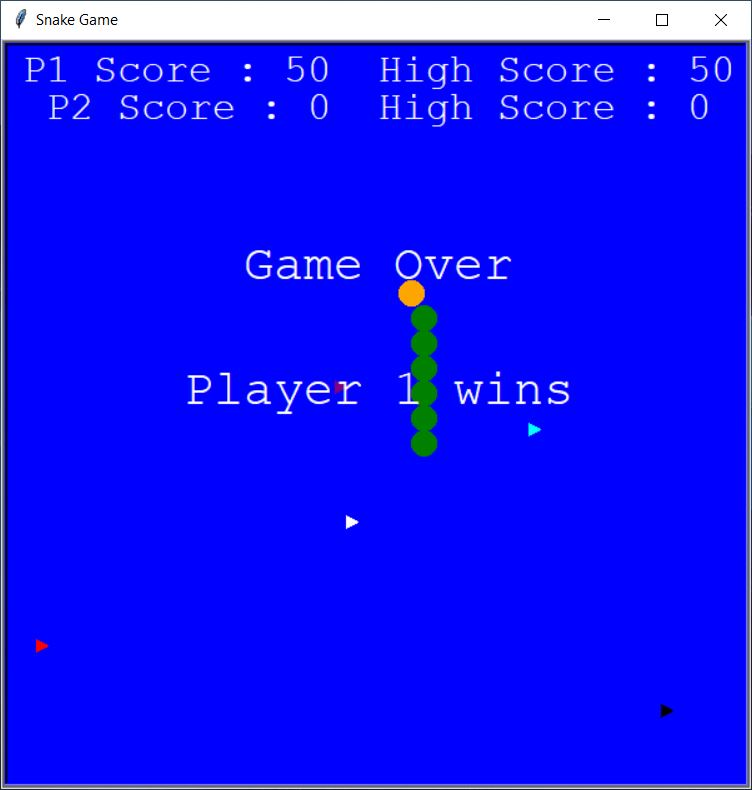 Snake Game
P1 Score : 50 High Score : 50
P2 Score : 0 High Score : 0
Game Over
Player 1 wins